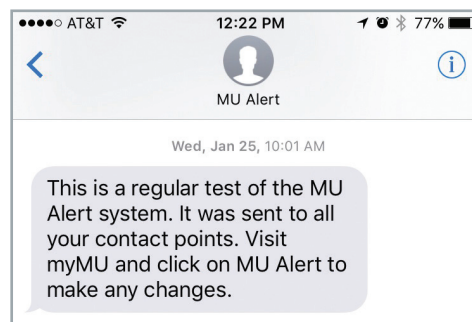 AT&T 12:22 PM 77%
MU Alert
Wed, Jan 25, 10:01 AM
This is a regular test of the MU
Alert system. It was sent to all
your contact points. Visit
myMU and click on MU Alert to
make any changes.